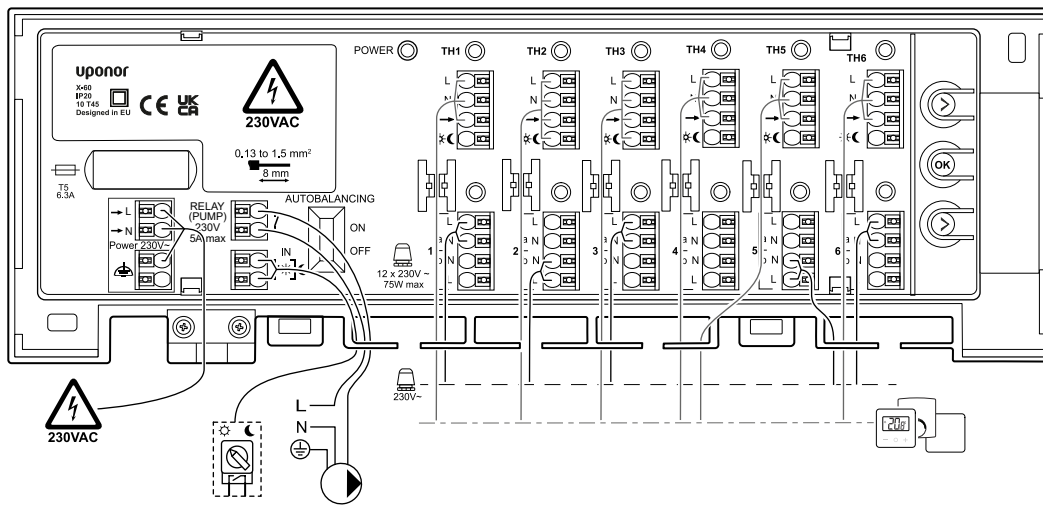 uponor
X-60
IP20
10 T45
Designed in EU
CE UK CA
230VAC
0.13 to 1.5 mm²
8 mm
T5
6.3A
L
N
Power 230V~
RELAY
(PUMP)
230V
5A max
IN
AUTOBALANCING
ON
OFF
12 x 230V ~
75W max
POWER
TH1
TH2
TH3
TH4
TH5
TH6
L
N
L
N
L
N
L
N
L
N
L
N
OK
1
a
L
N
b
N
L
2
a
L
N
b
N
L
3
a
L
N
b
N
L
4
a
L
N
b
N
L
5
a
L
N
b
N
L
6
a
L
N
b
N
L
230V~
230VAC
L
N
20